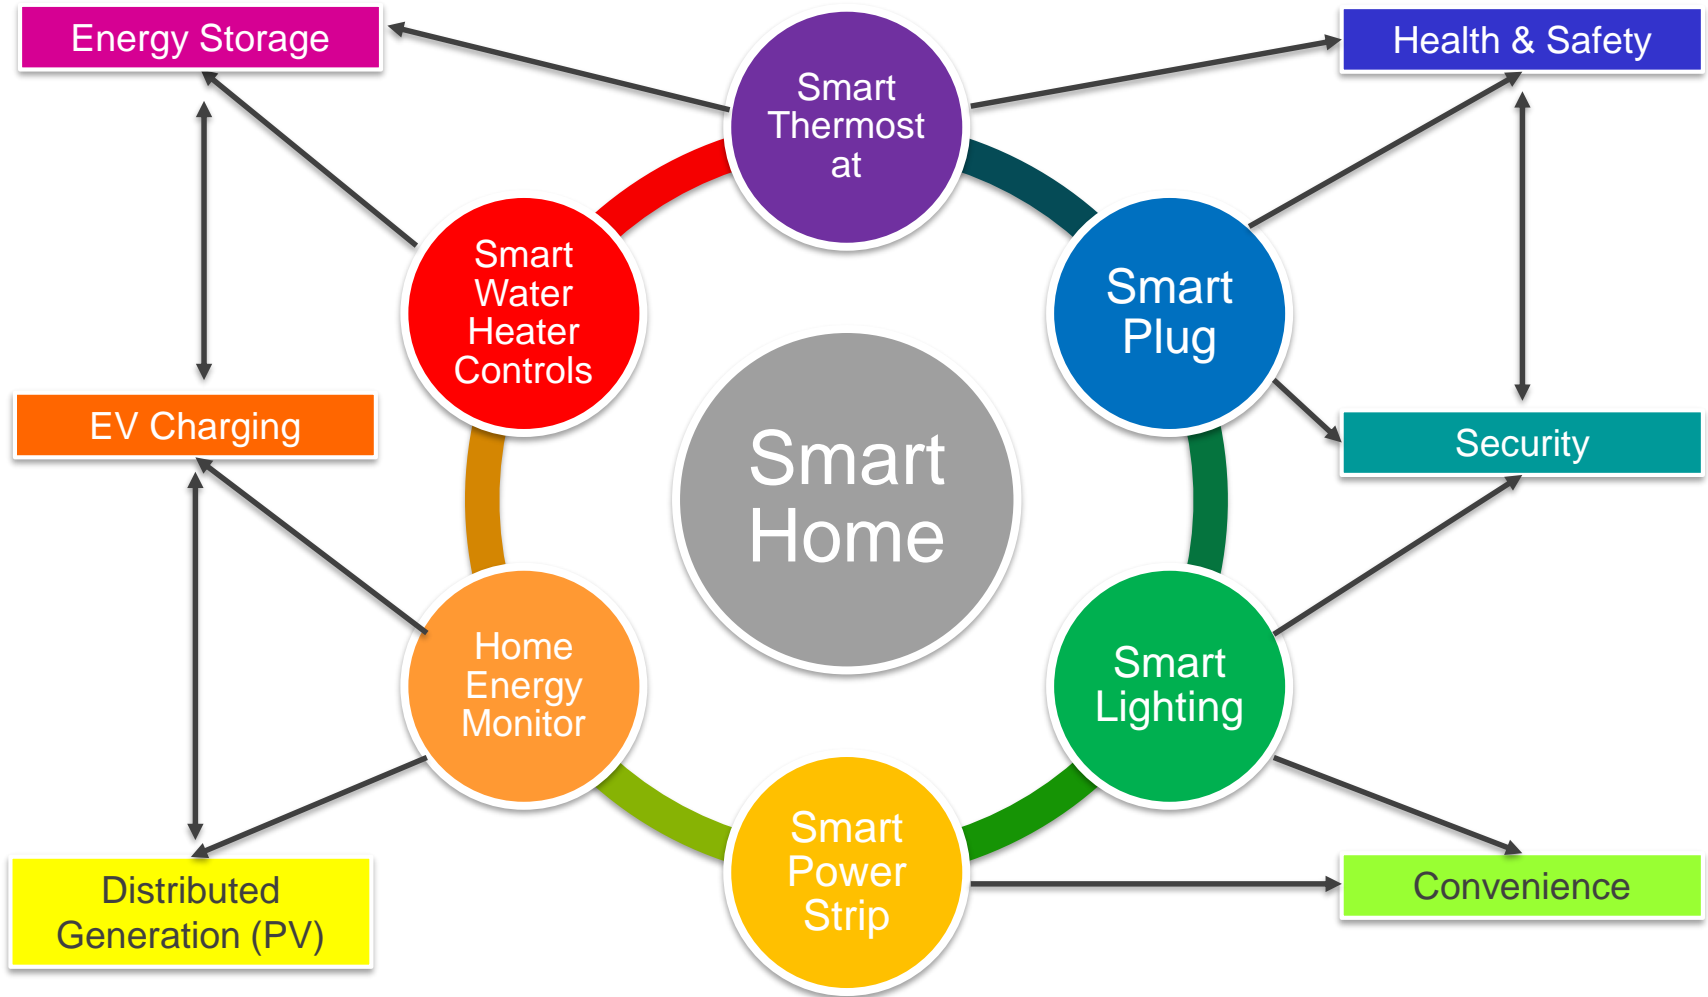 Energy Storage
Health & Safety
Smart
Thermost
at
Smart
Water
Heater
Controls
Smart
Plug
EV Charging
Smart
Home
Security
Home
Energy
Monitor
Smart
Lighting
Smart
Power
Strip
Distributed
Generation (PV)
Convenience